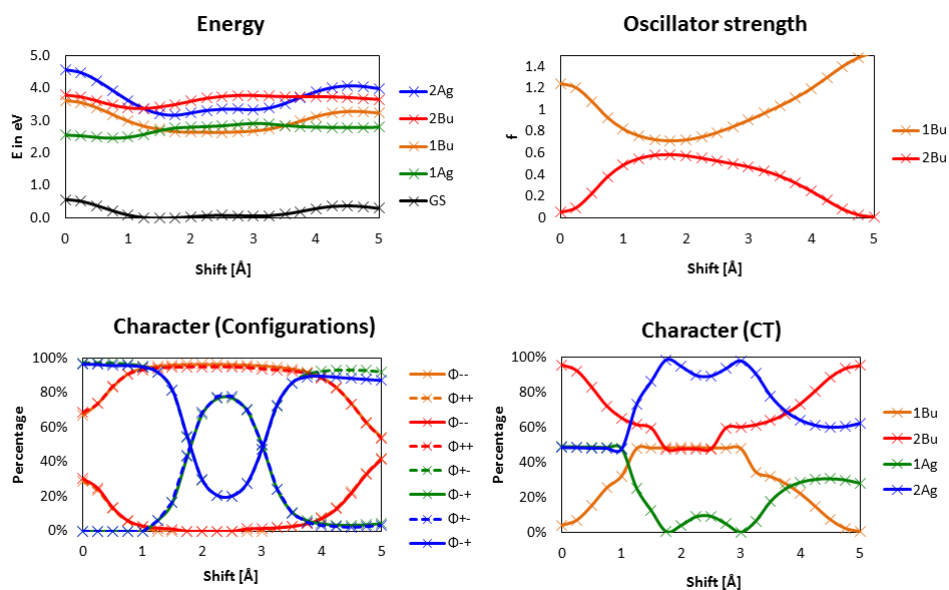 Energy
5.0
4.0
3.0
2.0
1.0
0.0
E in eV
0 1 2 3 4 5
Shift [Å]
2Ag
2Bu
1Bu
1Ag
GS
Oscillator strength
1.4
1.2
1
0.8
0.6
0.4
0.2
0
f
0 1 2 3 4 5
Shift [Å]
1Bu
2Bu
Character (Configurations)
100%
80%
60%
40%
20%
0%
Percentage
0 1 2 3 4 5
Shift [Å]
Φ--
Φ++
Φ--
Φ++
Φ+-
Φ-+
Φ+-
Φ-+
Character (CT)
100%
80%
60%
40%
20%
0%
Percentage
0 1 2 3 4 5
Shift [Å]
1Bu
2Bu
1Ag
2Ag